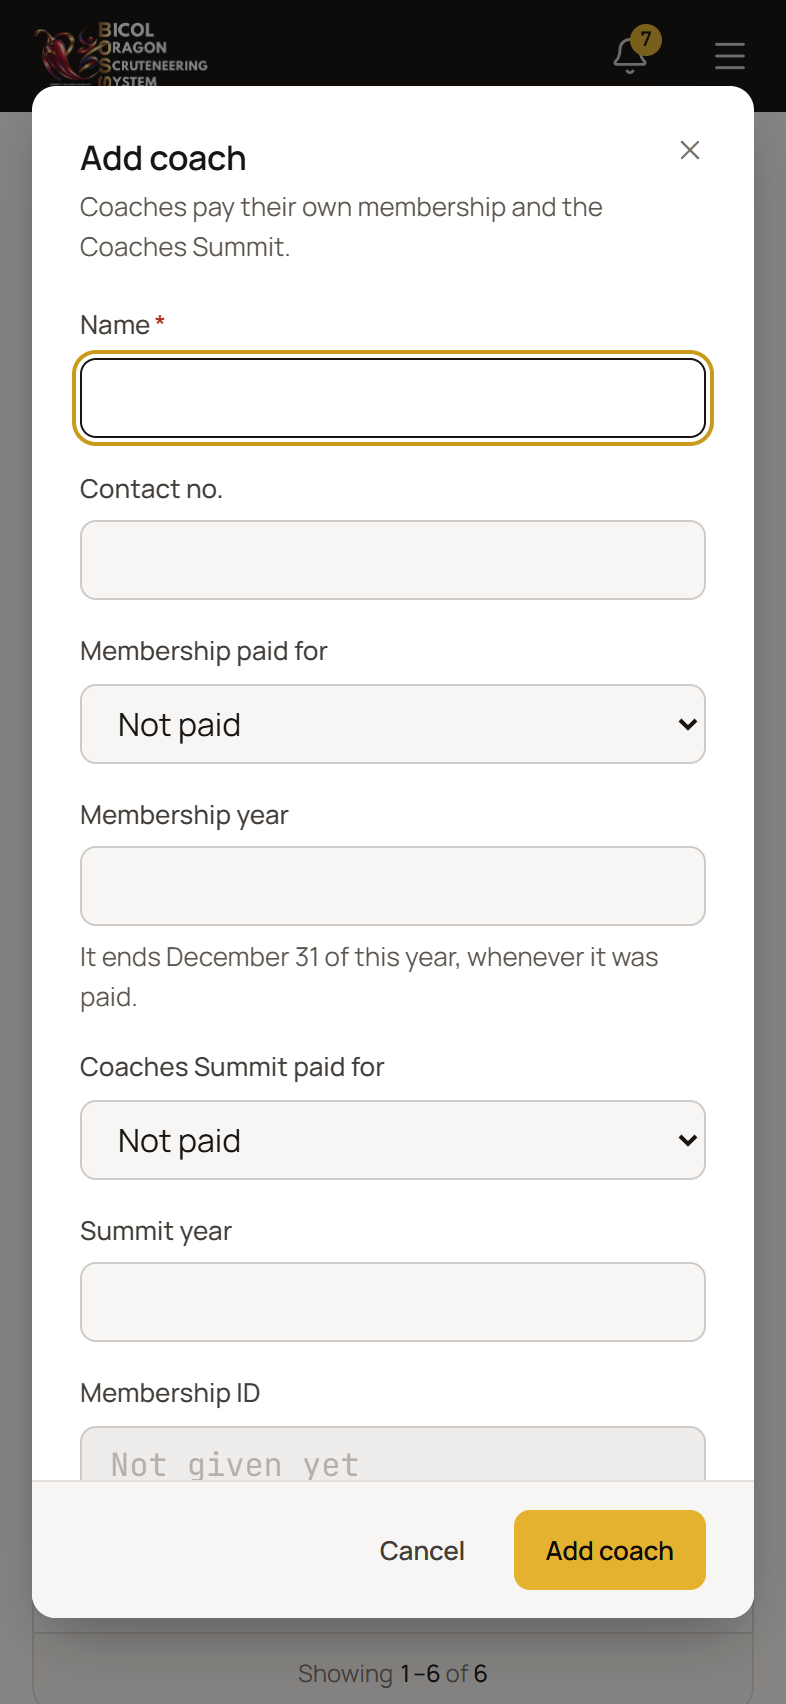 BICOL
DRAGON
SCRUTENEERING
SYSTEM
7
Add coach
Coaches pay their own membership and the
Coaches Summit.
Name *
Contact no.
Membership paid for
Not paid
Membership year
It ends December 31 of this year, whenever it was
paid.
Coaches Summit paid for
Not paid
Summit year
Membership ID
Not given yet
Cancel
Add coach
Showing 1–6 of 6